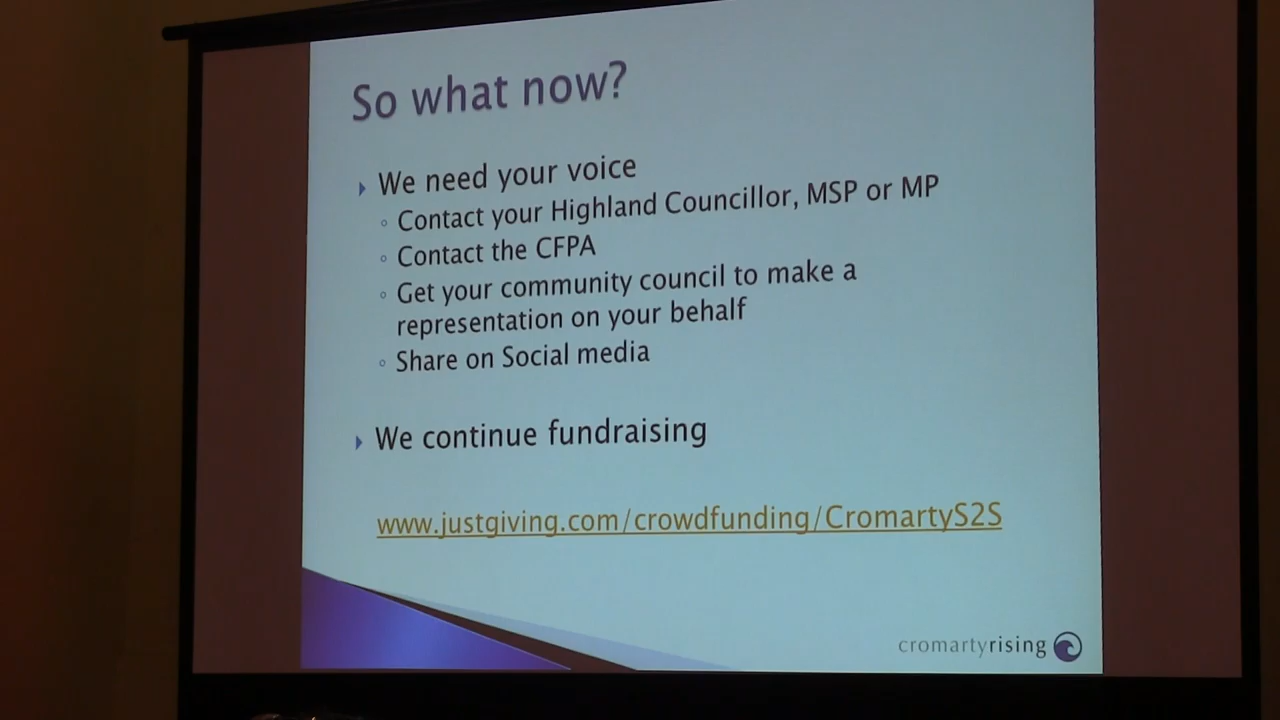 So what now?
We need your voice
Contact your Highland Councillor, MSP or MP
Contact the CFPA
Get your community council to make a
representation on your behalf
Share on Social media
We continue fundraising
www.justgiving.com/crowdfunding/CromartyS2S
cromartyrising